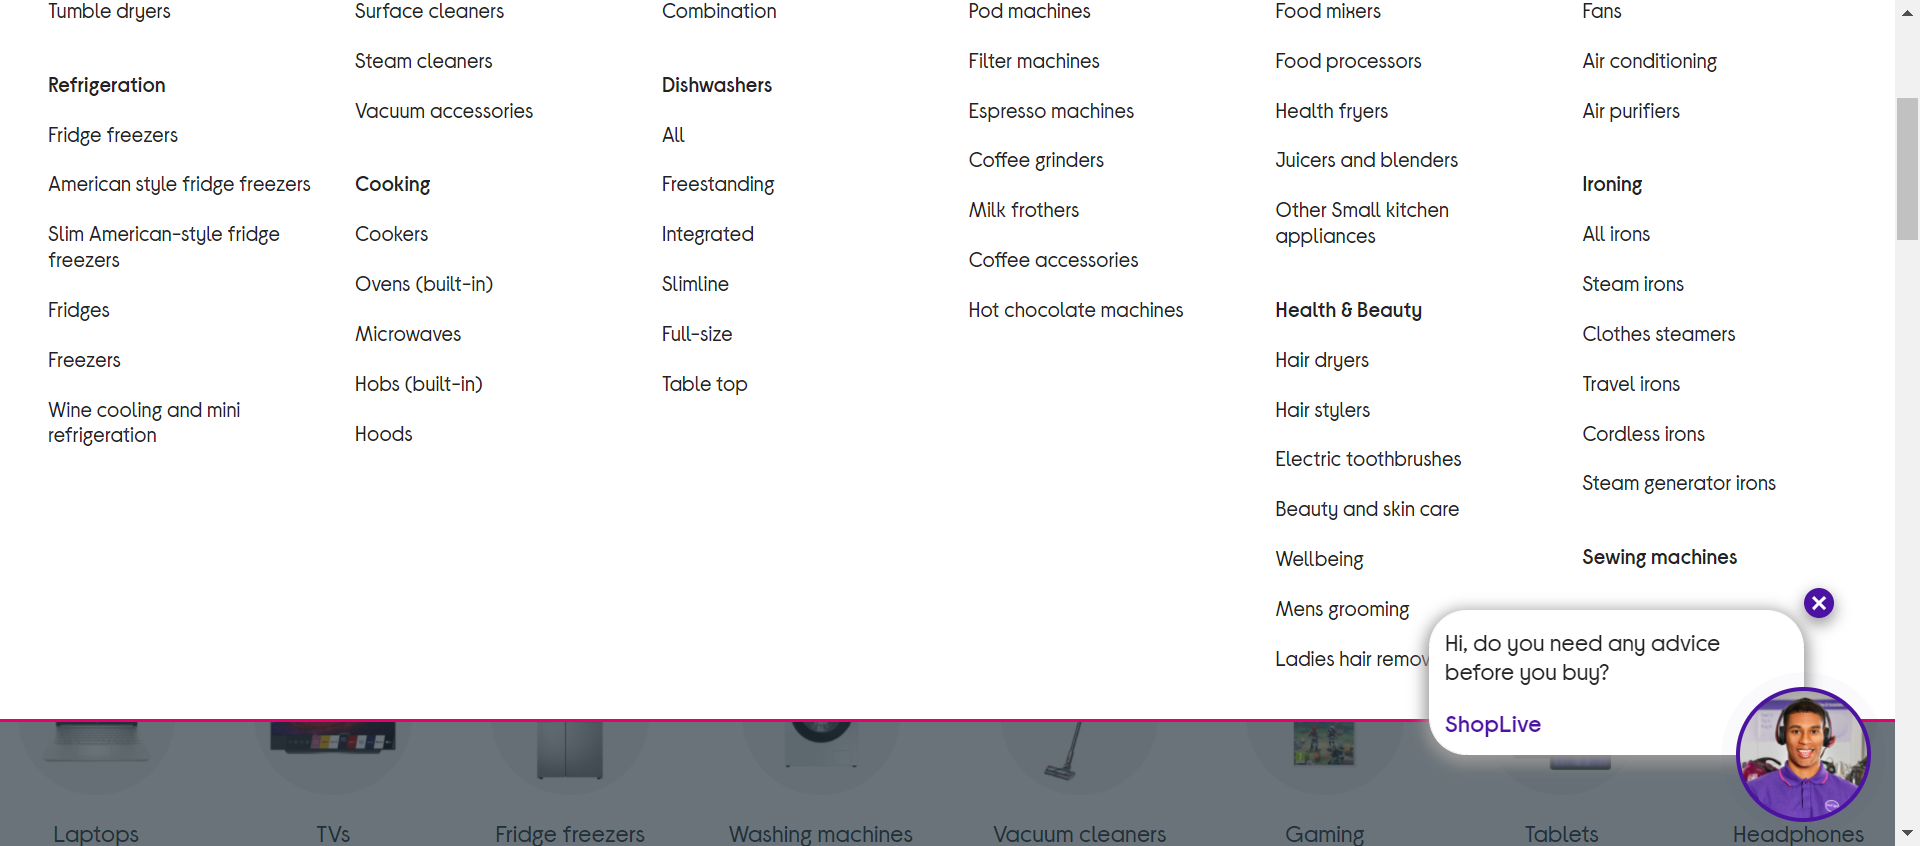 Tumble dryers
Refrigeration
Fridge freezers
American style fridge freezers
Slim American-style fridge
freezers
Fridges
Freezers
Wine cooling and mini
refrigeration
Surface cleaners
Steam cleaners
Vacuum accessories
Cooking
Cookers
Ovens (built-in)
Microwaves
Hobs (built-in)
Hoods
Combination
Dishwashers
All
Freestanding
Integrated
Slimline
Full-size
Table top
Pod machines
Filter machines
Espresso machines
Coffee grinders
Milk frothers
Coffee accessories
Hot chocolate machines
Food mixers
Food processors
Health fryers
Juicers and blenders
Other Small kitchen
appliances
Health & Beauty
Hair dryers
Hair stylers
Electric toothbrushes
Beauty and skin care
Wellbeing
Mens grooming
Ladies hair remov
Fans
Air conditioning
Air purifiers
Ironing
All irons
Steam irons
Clothes steamers
Travel irons
Cordless irons
Steam generator irons
Sewing machines
Hi, do you need any advice
before you buy?
ShopLive
Laptops
TVs
Fridge freezers
Washing machines
Vacuum cleaners
Gaming
Tablets
Headphones